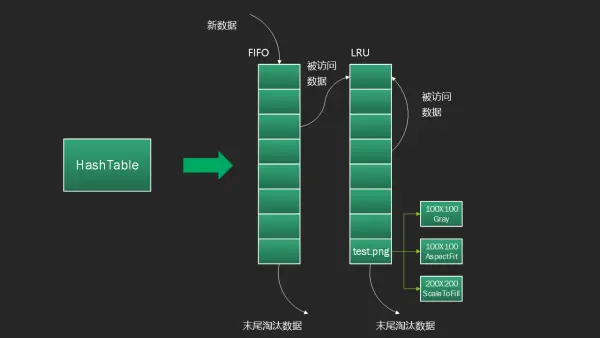 新数据
FIFO
LRU
被访问
数据
被访问
数据
HashTable
test.png
100X100
Gray
100X100
AspectFit
200X200
ScaleToFill
末尾淘汰数据
末尾淘汰数据